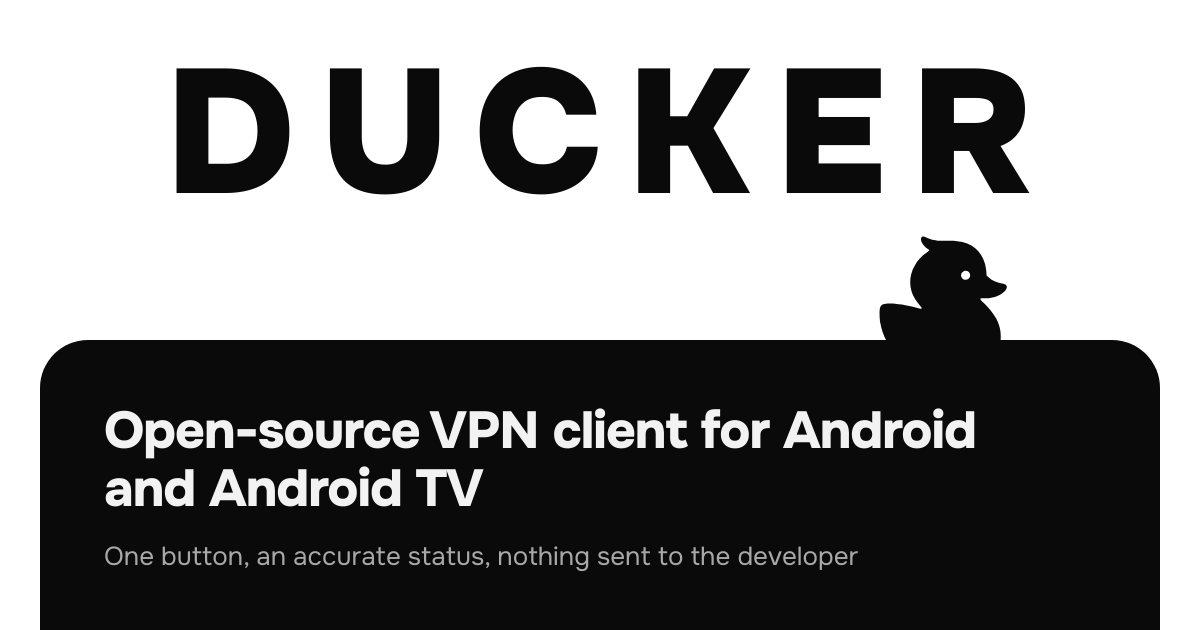 DUCKER
Open-source VPN client for Android
and Android TV
One button, an accurate status, nothing sent to the developer